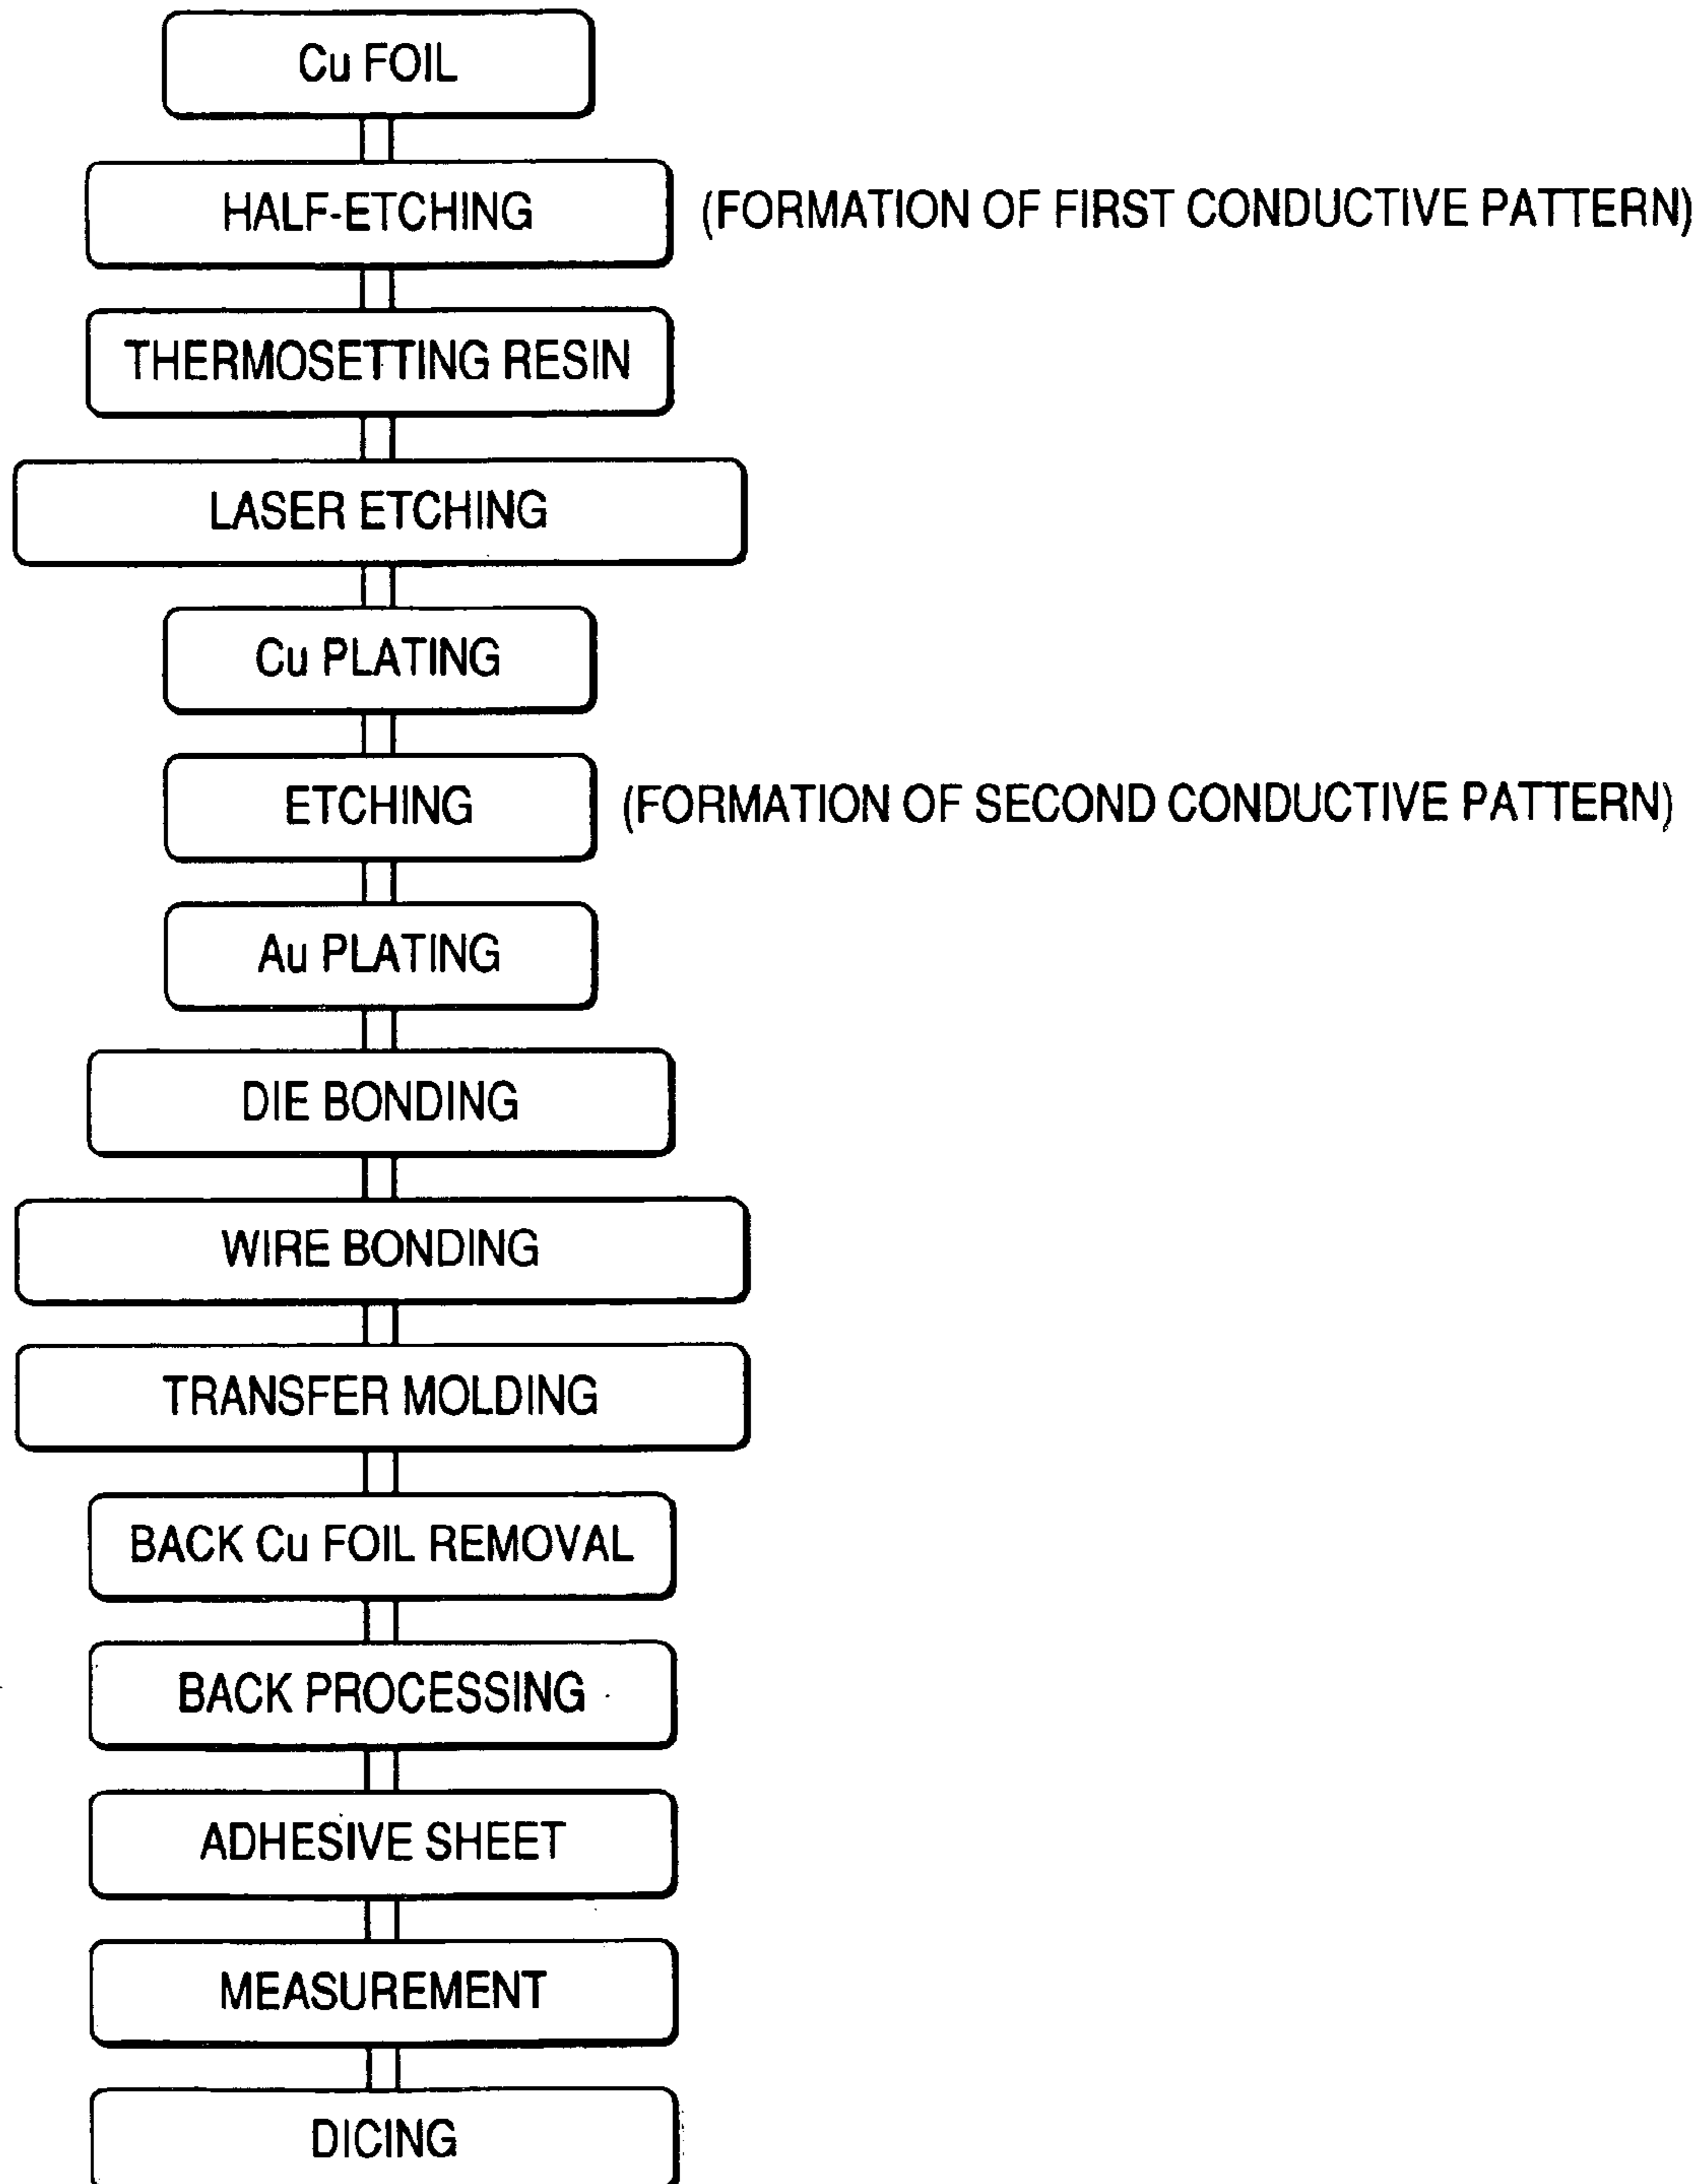 Cu FOIL
HALF-ETCHING (FORMATION OF FIRST CONDUCTIVE PATTERN)
THERMOSETTING RESIN
LASER ETCHING
Cu PLATING
ETCHING (FORMATION OF SECOND CONDUCTIVE PATTERN)
Au PLATING
DIE BONDING
WIRE BONDING
TRANSFER MOLDING
BACK Cu FOIL REMOVAL
BACK PROCESSING
ADHESIVE SHEET
MEASUREMENT
DICING